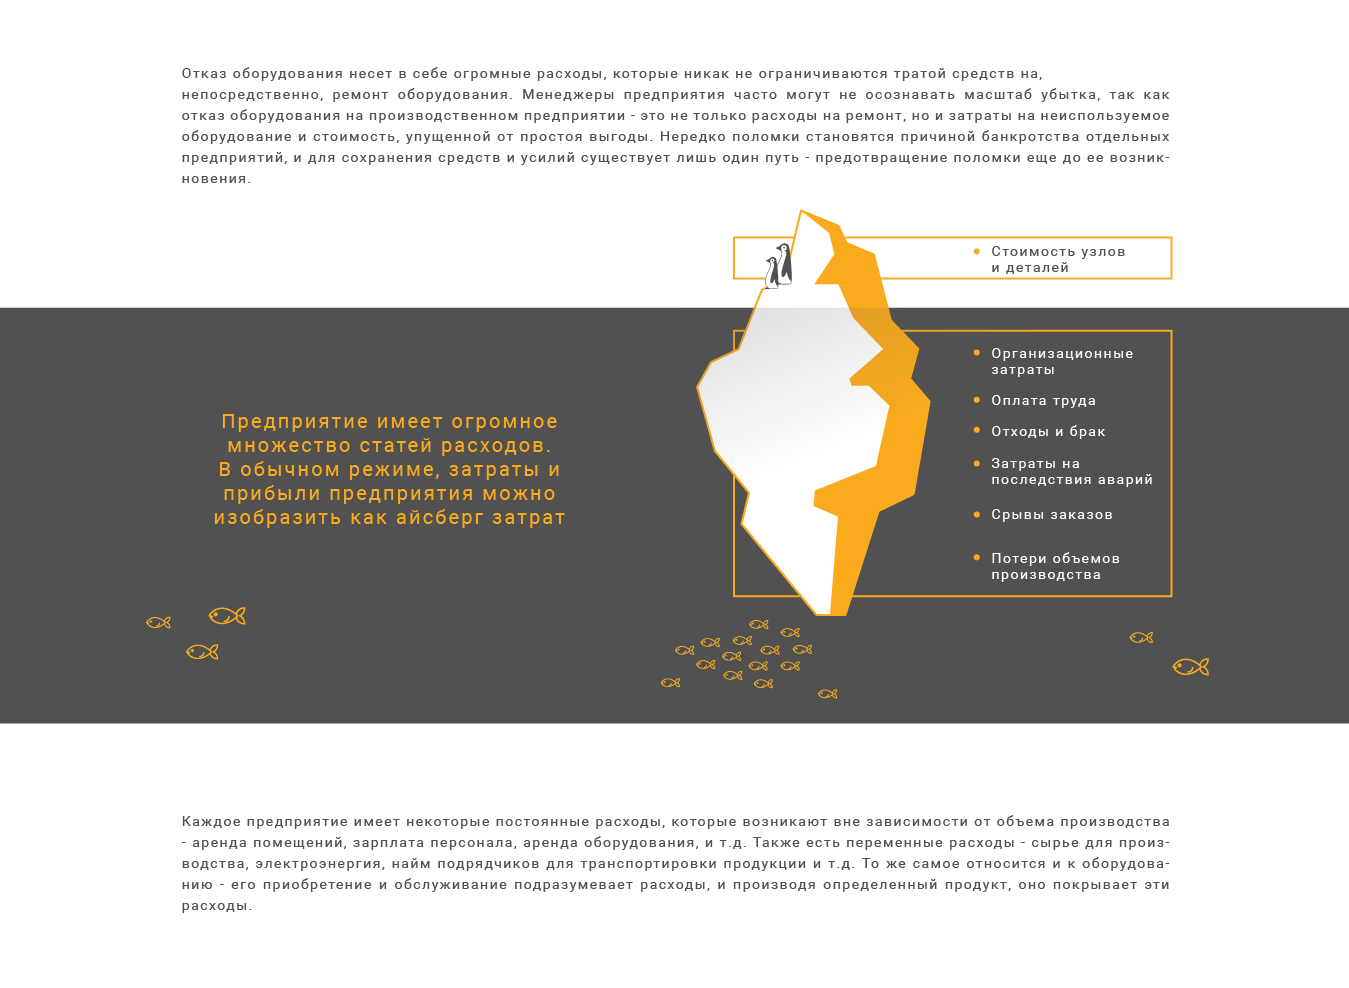 Отказ оборудования несет в себе огромные расходы, которые никак не ограничиваются тратой средств на,
непосредственно, ремонт оборудования. Менеджеры предприятия часто могут не осознавать масштаб убытка, так как
отказ оборудования на производственном предприятии - это не только расходы на ремонт, но и затраты на неиспользуемое
оборудование и стоимость, упущенной от простоя выгоды. Нередко поломки становятся причиной банкротства отдельных
предприятий, и для сохранения средств и усилий существует лишь один путь - предотвращение поломки еще до ее возник-
новения.
Стоимость узлов
и деталей
Предприятие имеет огромное
множество статей расходов.
В обычном режиме, затраты и
прибыли предприятия можно
изобразить как айсберг затрат
Организационные
затраты
Оплата труда
Отходы и брак
Затраты на
последствия аварий
Срывы заказов
Потери объемов
производства
Каждое предприятие имеет некоторые постоянные расходы, которые возникают вне зависимости от объема производства
- аренда помещений, зарплата персонала, аренда оборудования, и т.д. Также есть переменные расходы - сырье для произ-
водства, электроэнергия, найм подрядчиков для транспортировки продукции и т.д. То же самое относится и к оборудова-
нию - его приобретение и обслуживание подразумевает расходы, и производя определенный продукт, оно покрывает эти
расходы.